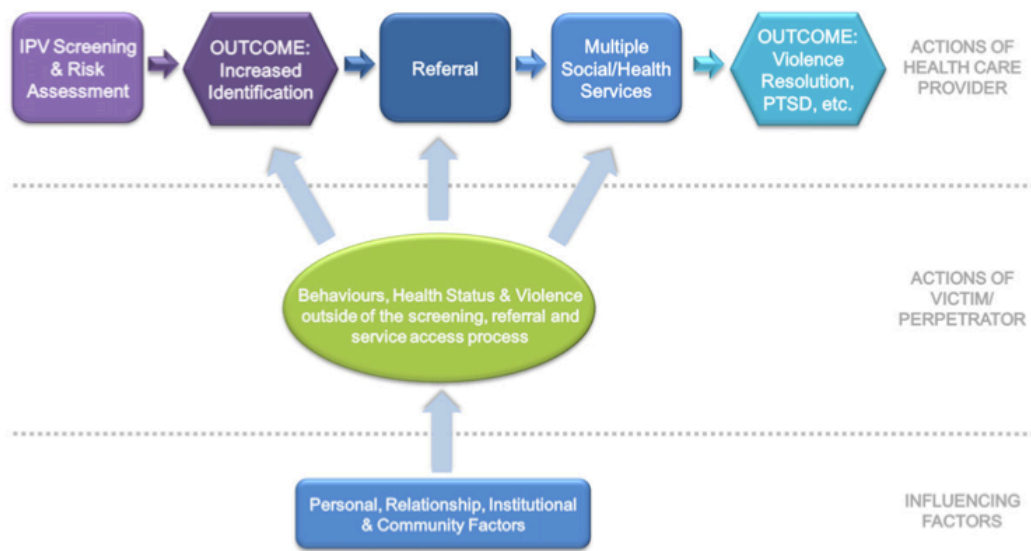 IPV Screening
& Risk
Assessment
OUTCOME:
Increased
Identification
Referral
Multiple
Social/Health
Services
OUTCOME:
Violence
Resolution,
PTSD, etc.
ACTIONS OF
HEALTH CARE
PROVIDER
Behaviours, Health Status & Violence
outside of the screening, referral and
service access process
ACTIONS OF
VICTIM/
PERPETRATOR
Personal, Relationship, Institutional
& Community Factors
INFLUENCING
FACTORS